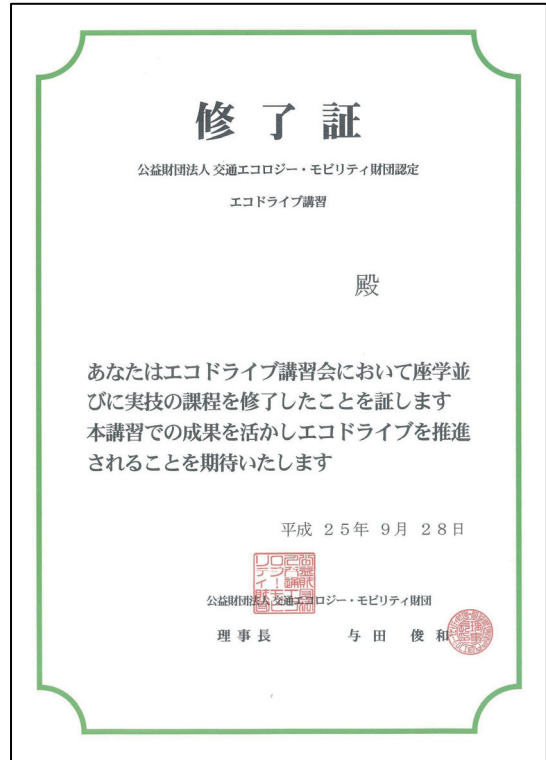 修了証
公益財団法人 交通エコロジー・モビリティ財団認定
エコドライブ講習
殿
あなたはエコドライブ講習会において座学並
びに実技の課程を修了したことを証します
本講習での成果を活かしエコドライブを推進
されることを期待いたします
平成 25年 9月 28日
公益財団法人 交通エコロジー・モビリティ財団
理事長 与田 俊和